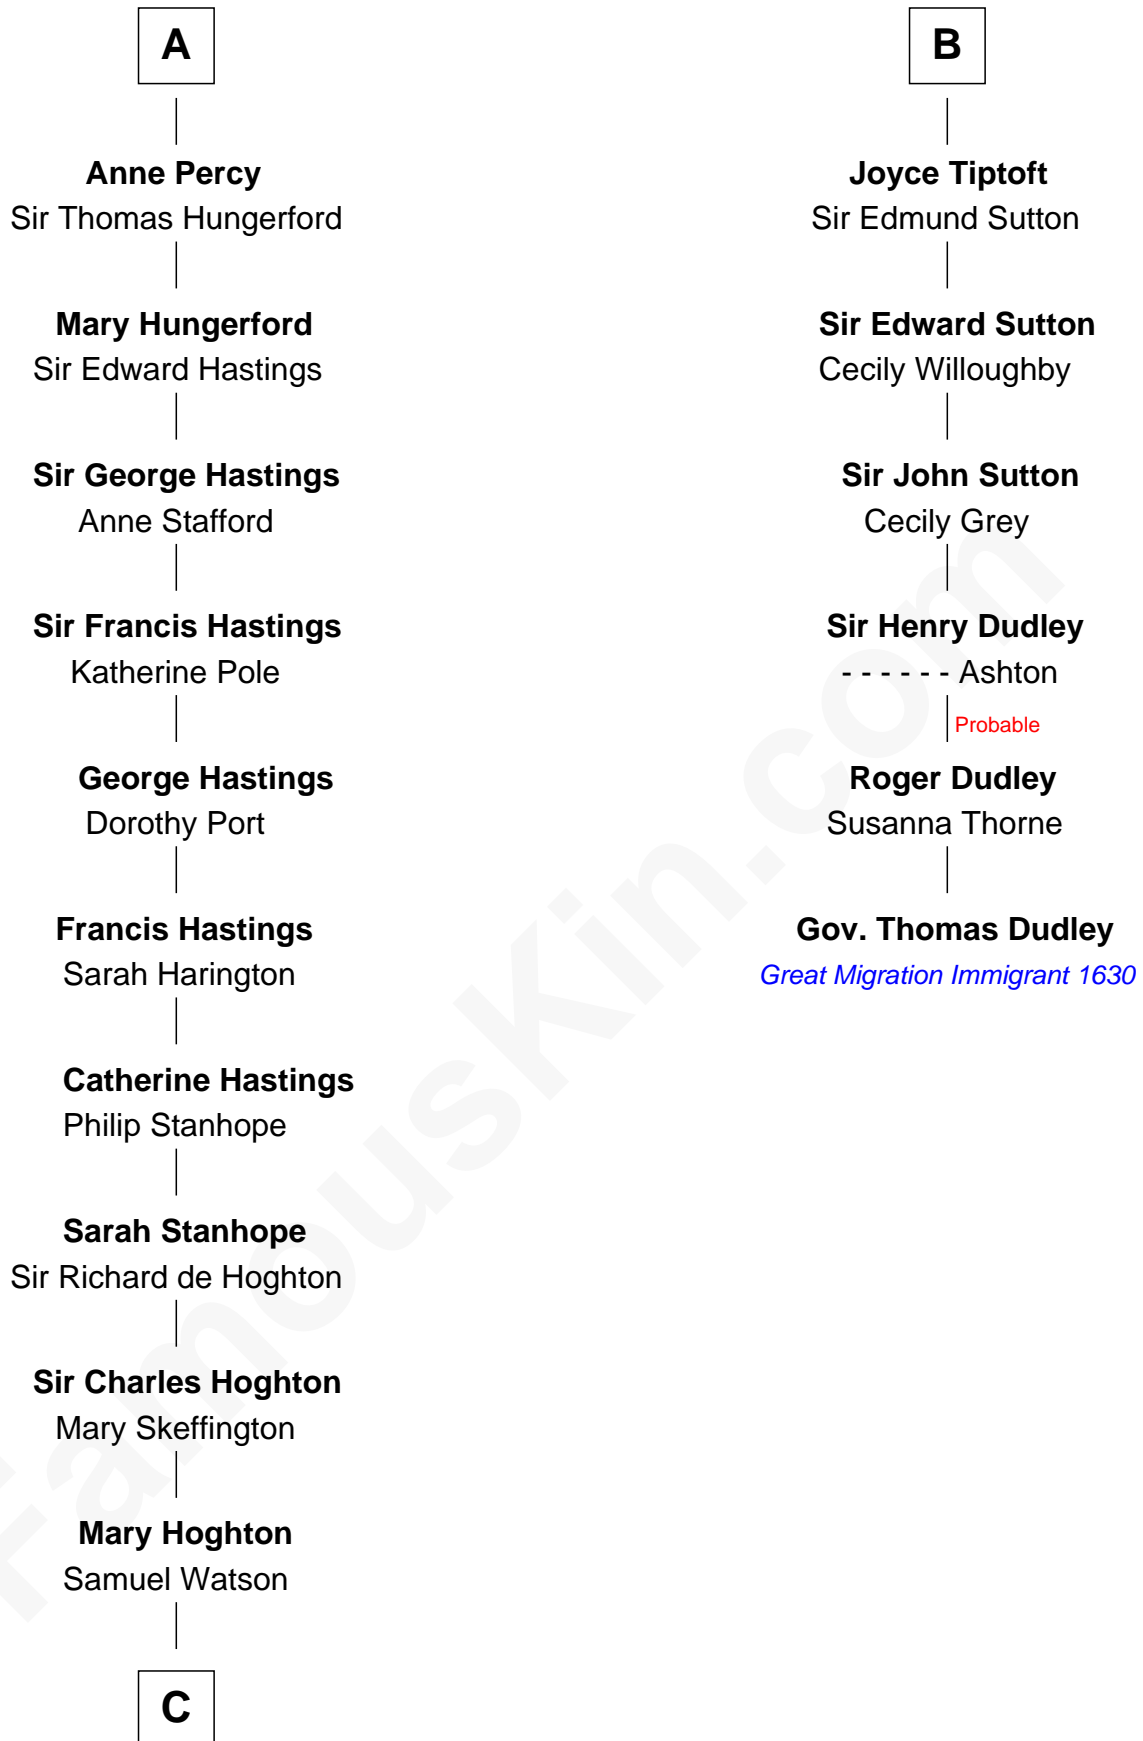 A
Anne Percy
Sir Thomas Hungerford
Mary Hungerford
Sir Edward Hastings
Sir George Hastings
Anne Stafford
Sir Francis Hastings
Katherine Pole
George Hastings
Dorothy Port
Francis Hastings
Sarah Harington
Catherine Hastings
Philip Stanhope
Sarah Stanhope
Sir Richard de Hoghton
Sir Charles Hoghton
Mary Skeffington
Mary Hoghton
Samuel Watson
C
B
Joyce Tiptoft
Sir Edmund Sutton
Sir Edward Sutton
Cecily Willoughby
Sir John Sutton
Cecily Grey
Sir Henry Dudley
- - - - - - Ashton
Probable
Roger Dudley
Susanna Thorne
Gov. Thomas Dudley
Great Migration Immigrant 1630
FamousKin.com